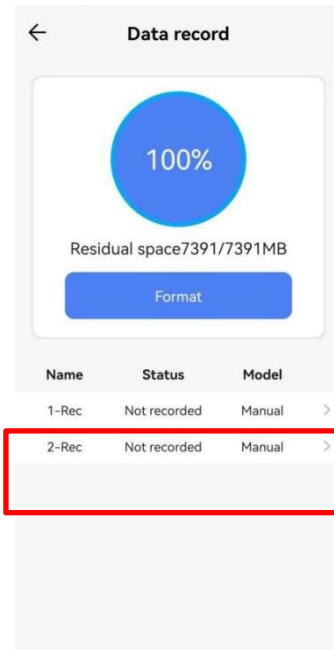 Data record
100%
Residual space7391/7391MB
Format
Name Status Model
1-Rec Not recorded Manual
2-Rec Not recorded Manual